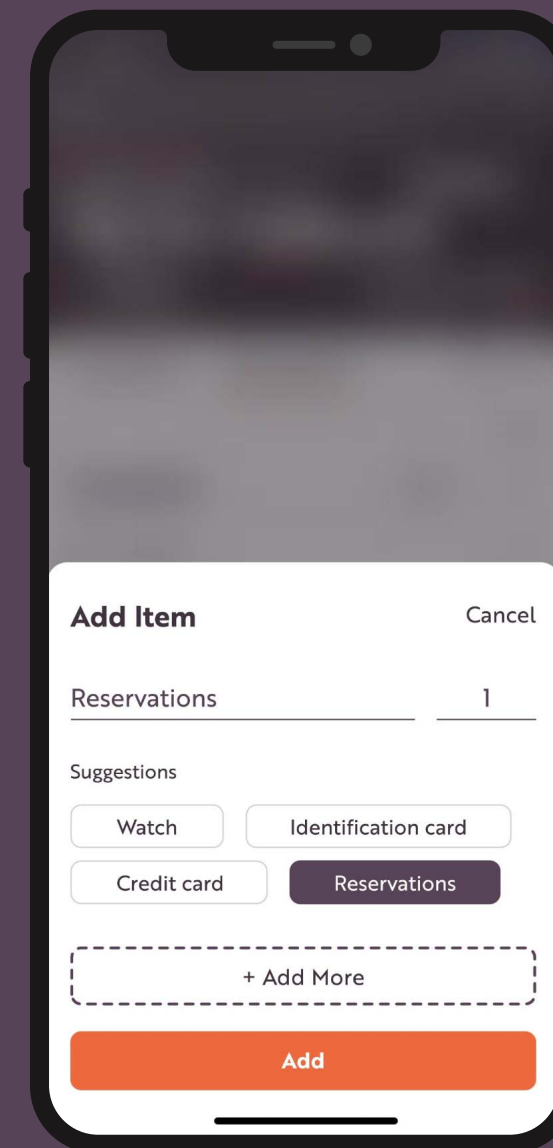 Add Item Cancel
Reservations 1
Suggestions
Watch Identification card
Credit card Reservations
+ Add More
Add